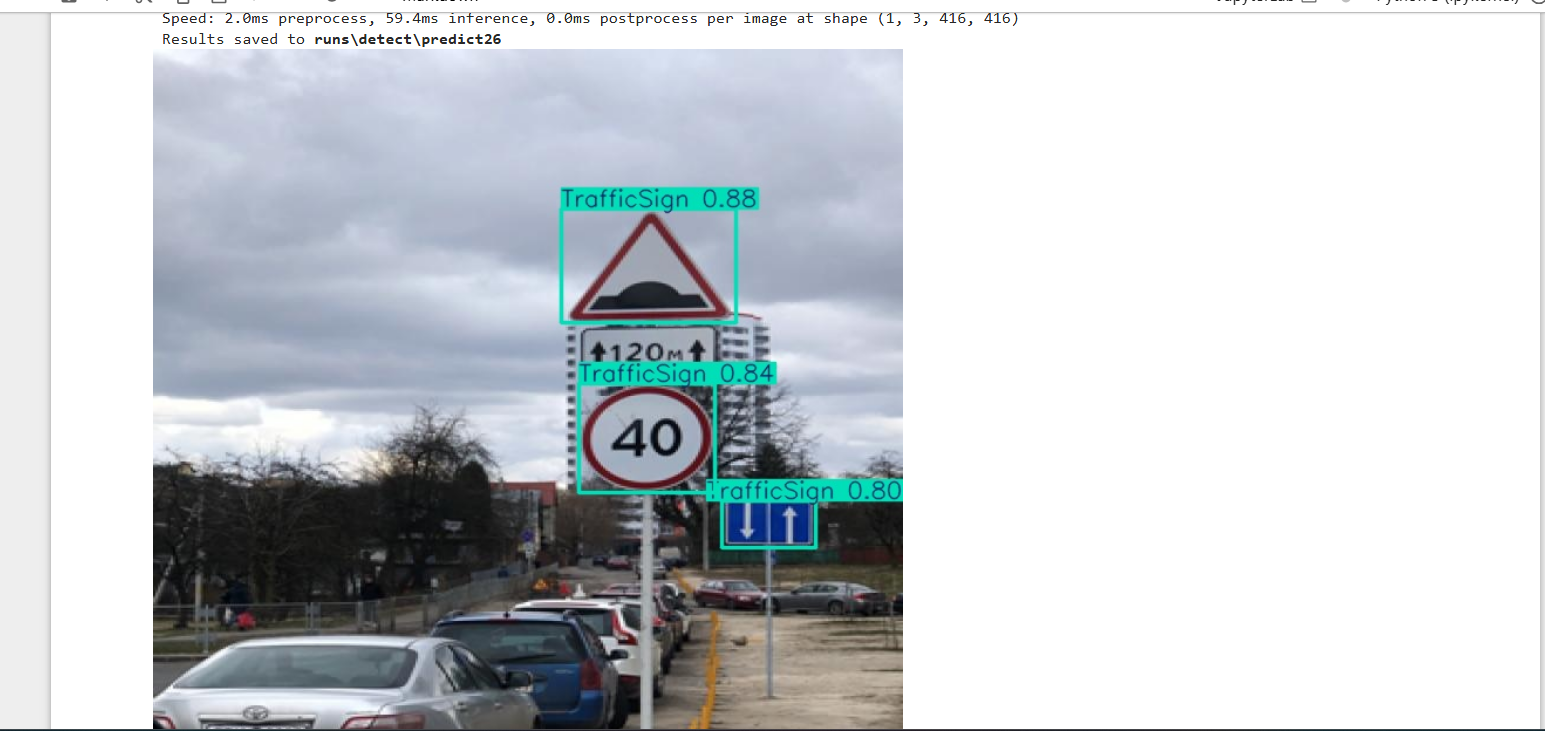 Speed: 2.0ms preprocess, 59.4ms inference, 0.0ms postprocess per image at shape (1, 3, 416, 416)
Results saved to runs\detect\predict26
TrafficSign 0.88
120м
TrafficSign 0.84
40
TrafficSign 0.80